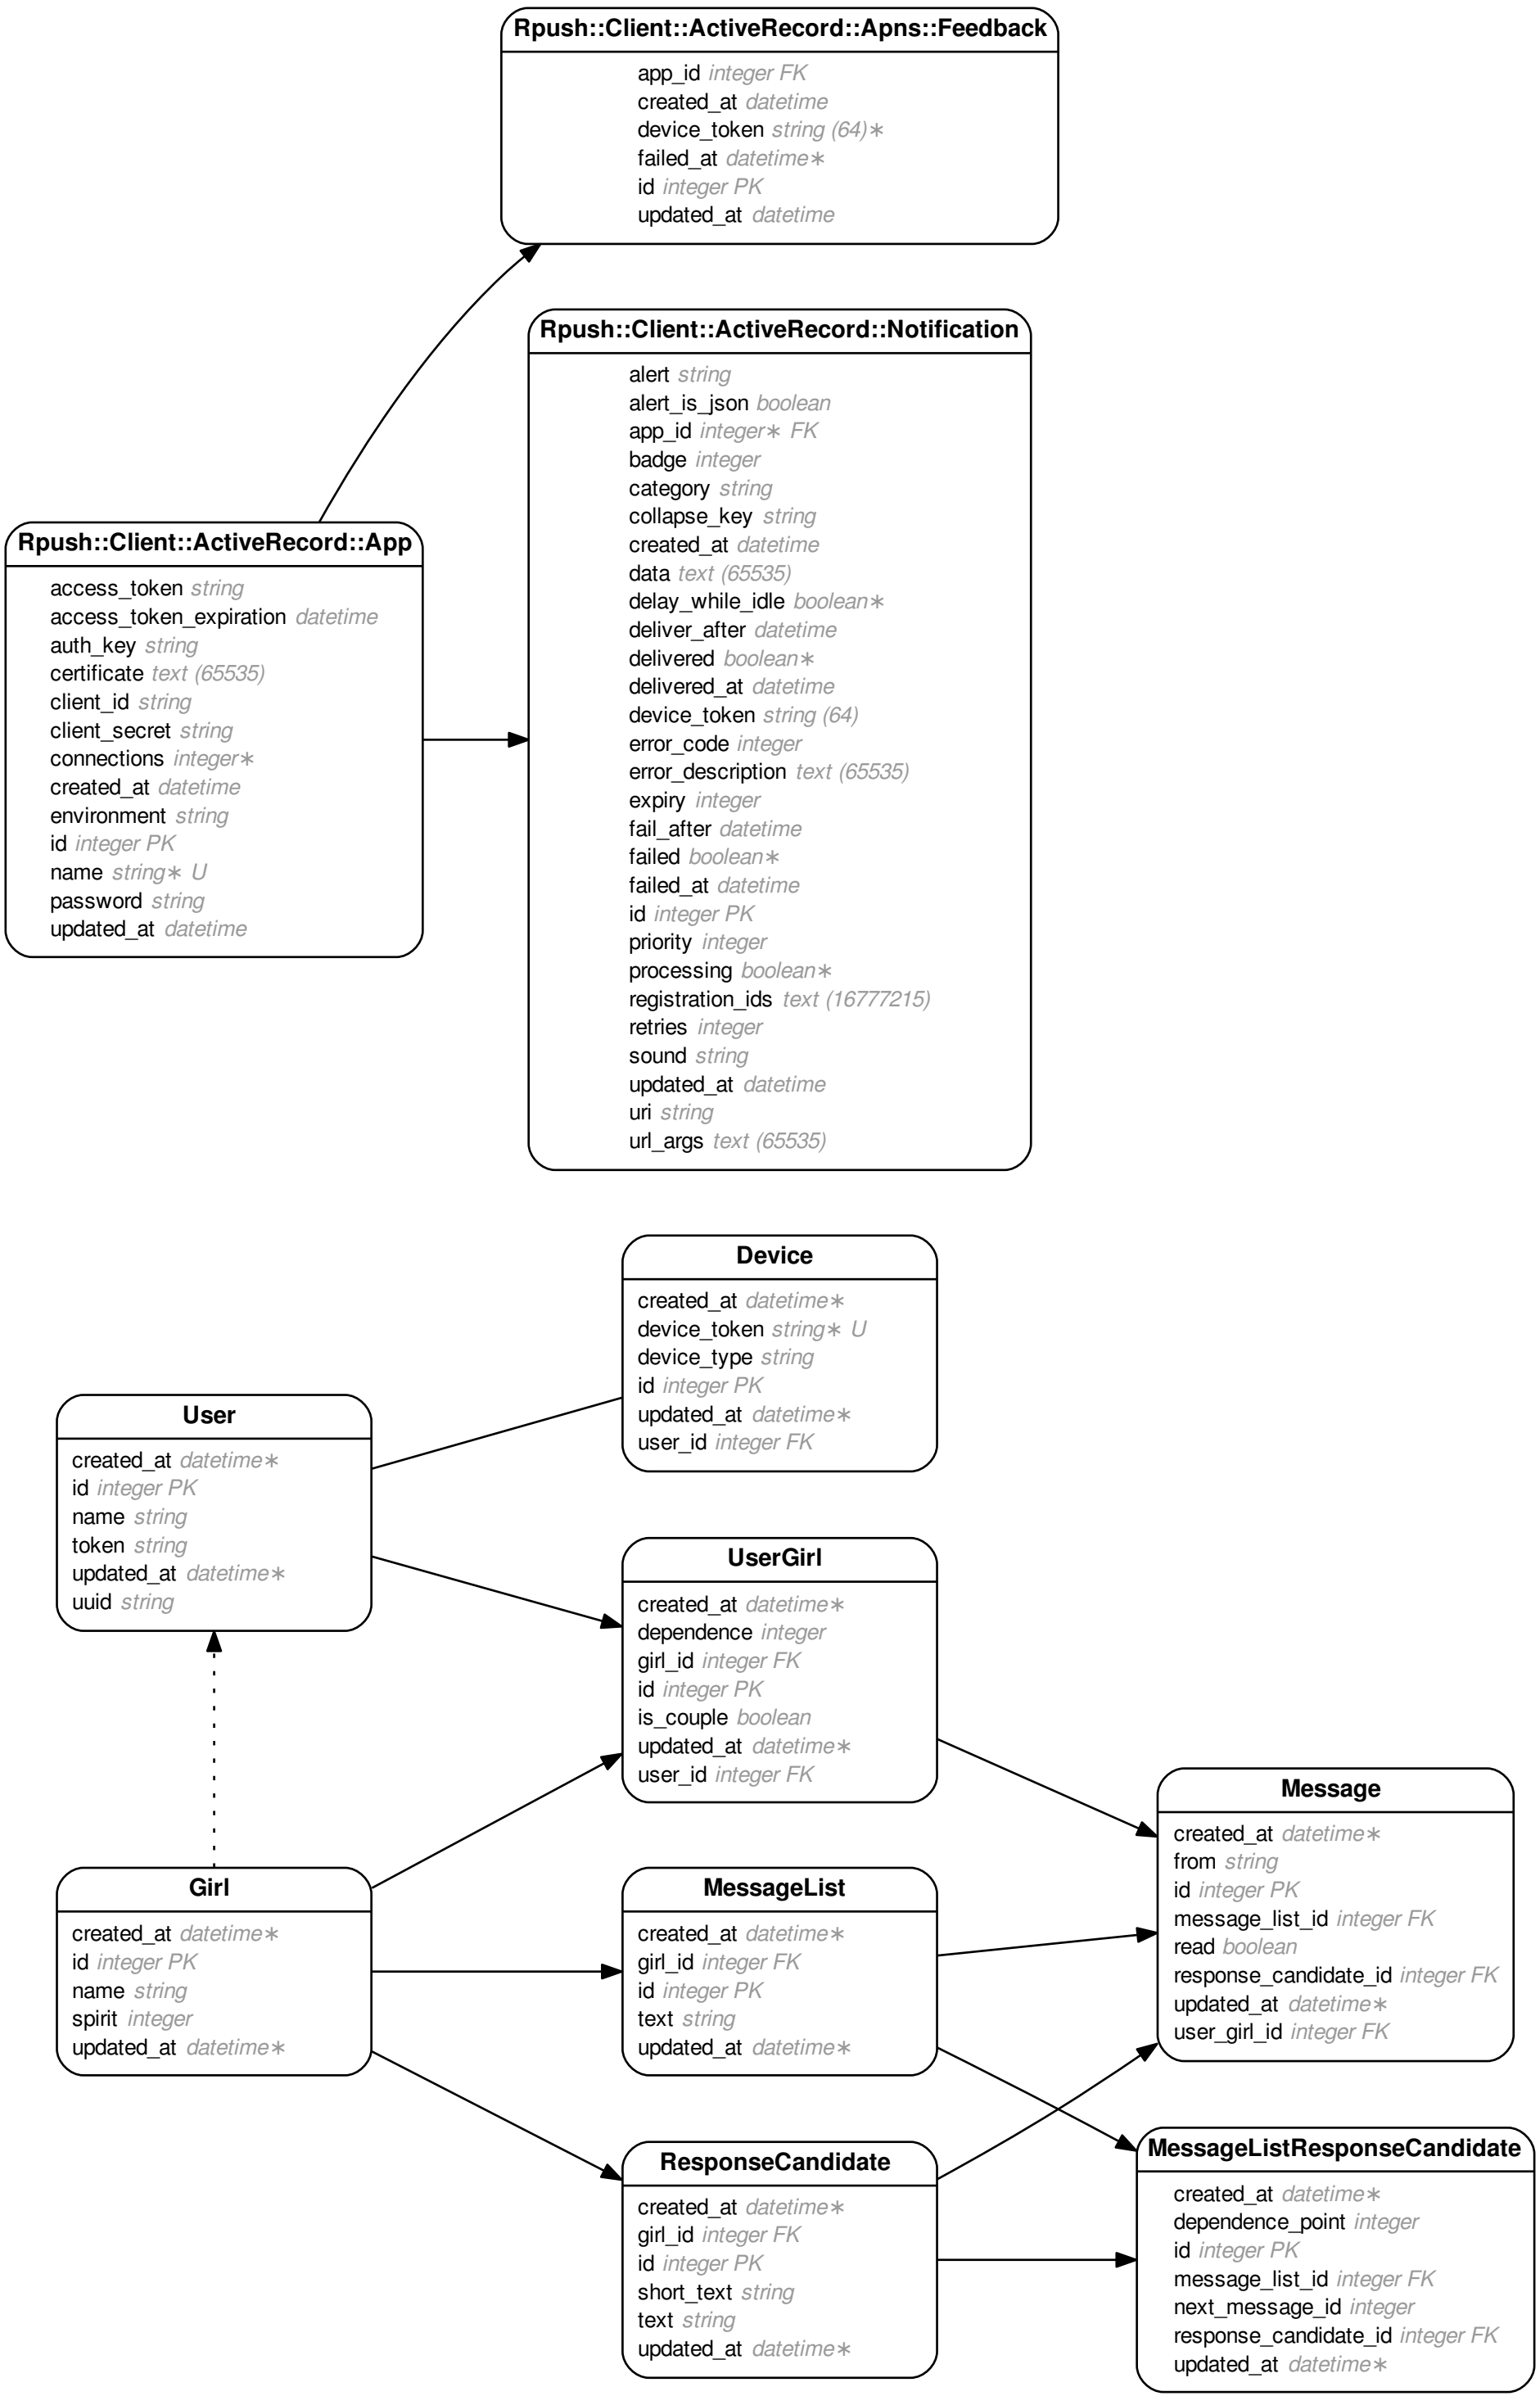 Rpush::Client::ActiveRecord::Apns::Feedback
app_id integer FK
created_at datetime
device_token string (64)∗
failed_at datetime∗
id integer PK
updated_at datetime
Rpush::Client::ActiveRecord::Notification
alert string
alert_is_json boolean
app_id integer∗ FK
badge integer
category string
collapse_key string
created_at datetime
data text (65535)
delay_while_idle boolean∗
deliver_after datetime
delivered boolean∗
delivered_at datetime
device_token string (64)
error_code integer
error_description text (65535)
expiry integer
fail_after datetime
failed boolean∗
failed_at datetime
id integer PK
priority integer
processing boolean∗
registration_ids text (16777215)
retries integer
sound string
updated_at datetime
uri string
url_args text (65535)
Rpush::Client::ActiveRecord::App
access_token string
access_token_expiration datetime
auth_key string
certificate text (65535)
client_id string
client_secret string
connections integer∗
created_at datetime
environment string
id integer PK
name string∗ U
password string
updated_at datetime
Device
created_at datetime∗
device_token string∗ U
device_type string
id integer PK
updated_at datetime∗
user_id integer FK
User
created_at datetime∗
id integer PK
name string
token string
updated_at datetime∗
uuid string
UserGirl
created_at datetime∗
dependence integer
girl_id integer FK
id integer PK
is_couple boolean
updated_at datetime∗
user_id integer FK
Girl
created_at datetime∗
id integer PK
name string
spirit integer
updated_at datetime∗
MessageList
created_at datetime∗
girl_id integer FK
id integer PK
text string
updated_at datetime∗
Message
created_at datetime∗
from string
id integer PK
message_list_id integer FK
read boolean
response_candidate_id integer FK
updated_at datetime∗
user_girl_id integer FK
ResponseCandidate
created_at datetime∗
girl_id integer FK
id integer PK
short_text string
text string
updated_at datetime∗
MessageListResponseCandidate
created_at datetime∗
dependence_point integer
id integer PK
message_list_id integer FK
next_message_id integer
response_candidate_id integer FK
updated_at datetime∗